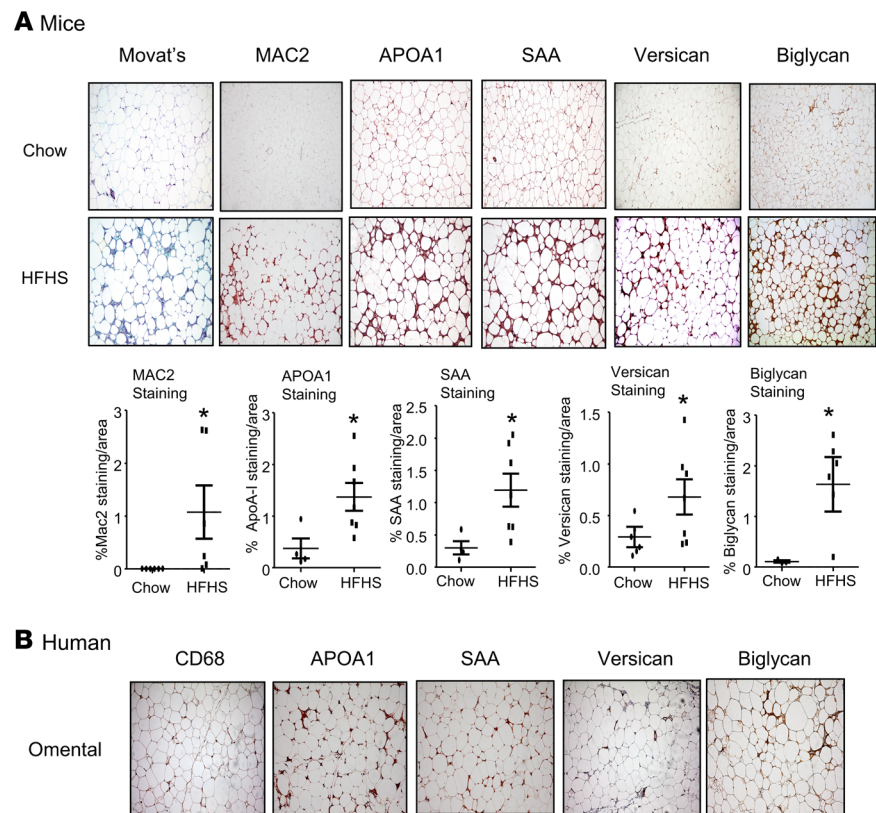 A Mice
Movat's MAC2 APOA1 SAA Versican Biglycan
Chow
HFHS
MAC2
Staining
%Mac2 staining/area
3
2
1
0
*
Chow HFHS
APOA1
Staining
% ApoA-I staining/area
3
2
1
0
*
Chow HFHS
SAA
Staining
% SAA staining/area
2.5
2.0
1.5
1.0
0.5
0.0
*
Chow HFHS
Versican
Staining
% Versican staining/area
1.5
1.0
0.5
0.0
*
Chow HFHS
Biglycan
Staining
% Biglycan staining/area
3
2
1
0
*
Chow HFHS
B Human
CD68 APOA1 SAA Versican Biglycan
Omental